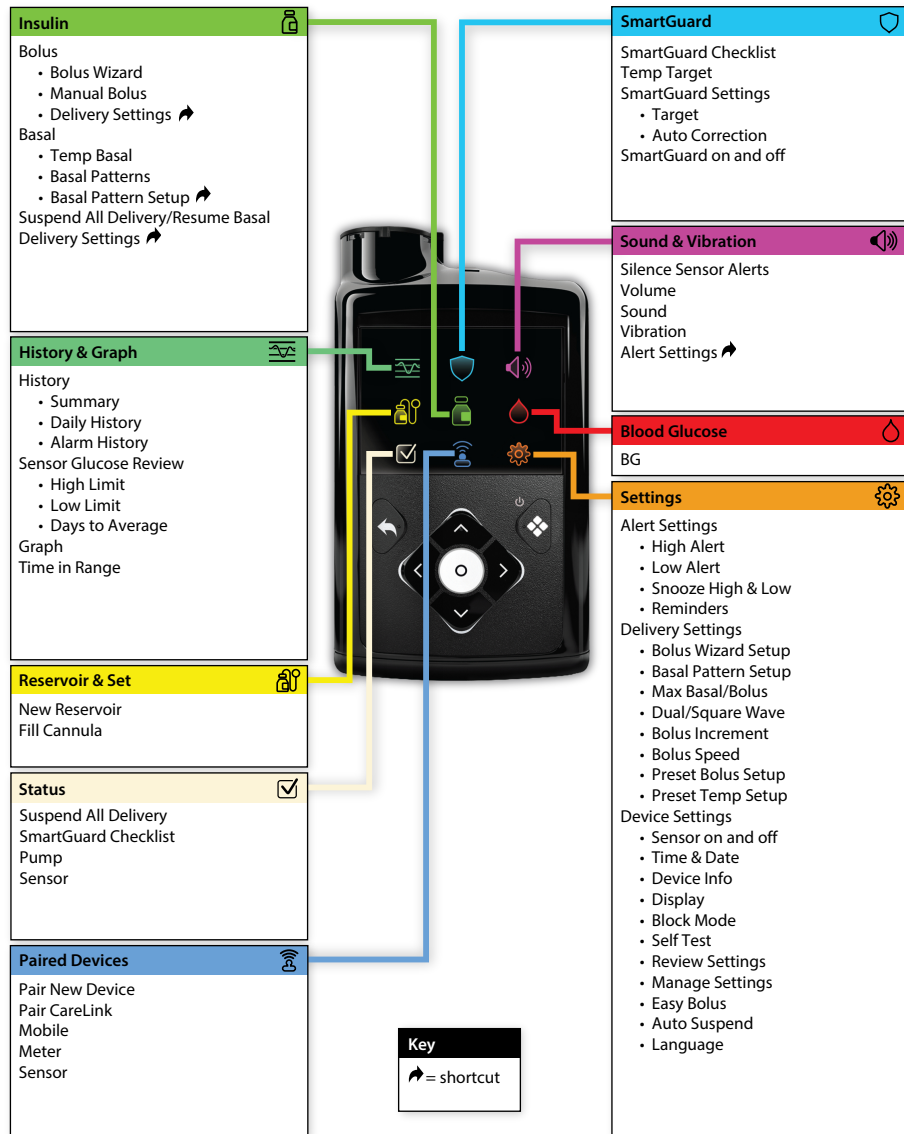 Insulin
Bolus
• Bolus Wizard
• Manual Bolus
• Delivery Settings
Basal
• Temp Basal
• Basal Patterns
• Basal Pattern Setup
Suspend All Delivery/Resume Basal
Delivery Settings
History & Graph
History
• Summary
• Daily History
• Alarm History
Sensor Glucose Review
• High Limit
• Low Limit
• Days to Average
Graph
Time in Range
Reservoir & Set
New Reservoir
Fill Cannula
Status
Suspend All Delivery
SmartGuard Checklist
Pump
Sensor
Paired Devices
Pair New Device
Pair CareLink
Mobile
Meter
Sensor
SmartGuard
SmartGuard Checklist
Temp Target
SmartGuard Settings
• Target
• Auto Correction
SmartGuard on and off
Sound & Vibration
Silence Sensor Alerts
Volume
Sound
Vibration
Alert Settings
Blood Glucose
BG
Settings
Alert Settings
• High Alert
• Low Alert
• Snooze High & Low
• Reminders
Delivery Settings
• Bolus Wizard Setup
• Basal Pattern Setup
• Max Basal/Bolus
• Dual/Square Wave
• Bolus Increment
• Bolus Speed
• Preset Bolus Setup
• Preset Temp Setup
Device Settings
• Sensor on and off
• Time & Date
• Device Info
• Display
• Block Mode
• Self Test
• Review Settings
• Manage Settings
• Easy Bolus
• Auto Suspend
• Language
Key
= shortcut